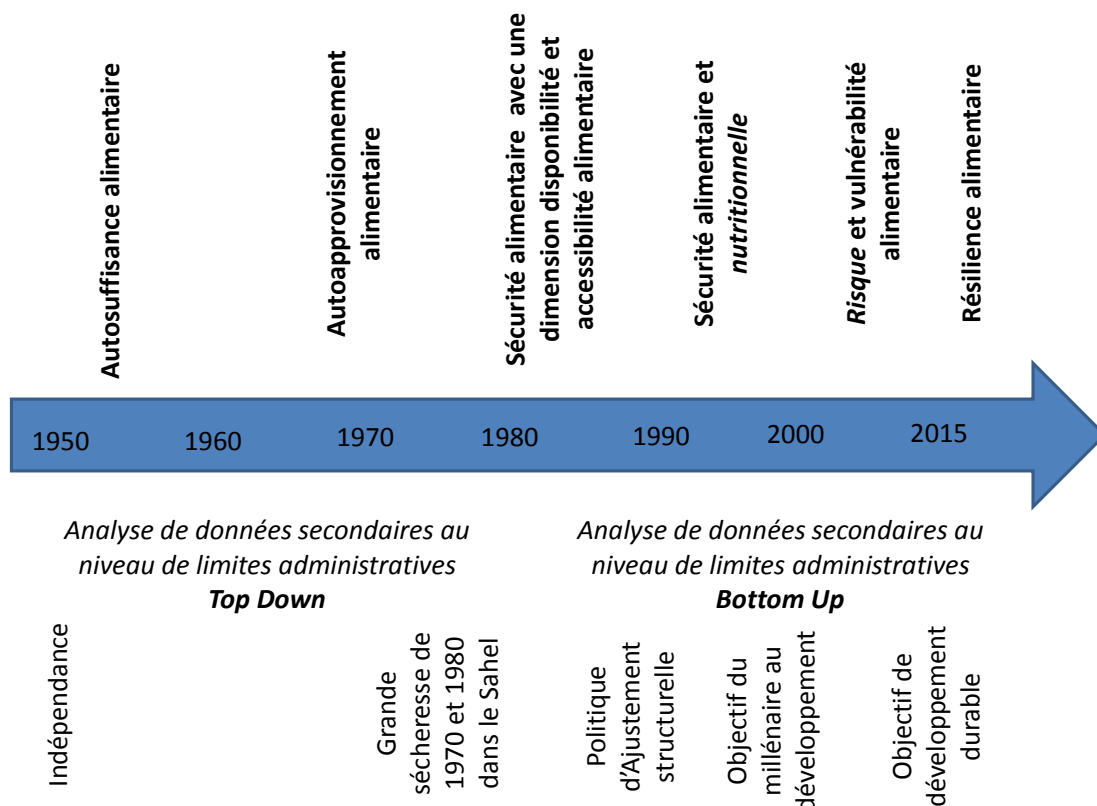 Autosuffisance alimentaire
Autoapprovisionnement
alimentaire
Sécurité alimentaire avec une
dimension disponibilité et
accessibilité alimentaire
Sécurité alimentaire et
nutritionnelle
Risque et vulnérabilité
alimentaire
Résilience alimentaire
1950
1960
1970
1980
1990
2000
2015
Analyse de données secondaires au
niveau de limites administratives
Top Down
Analyse de données secondaires au
niveau de limites administratives
Bottom Up
Indépendance
Grande
sécheresse de
1970 et 1980
dans le Sahel
Politique
d'Ajustement
structurelle
Objectif du
millénaire au
développement
Objectif de
développement
durable